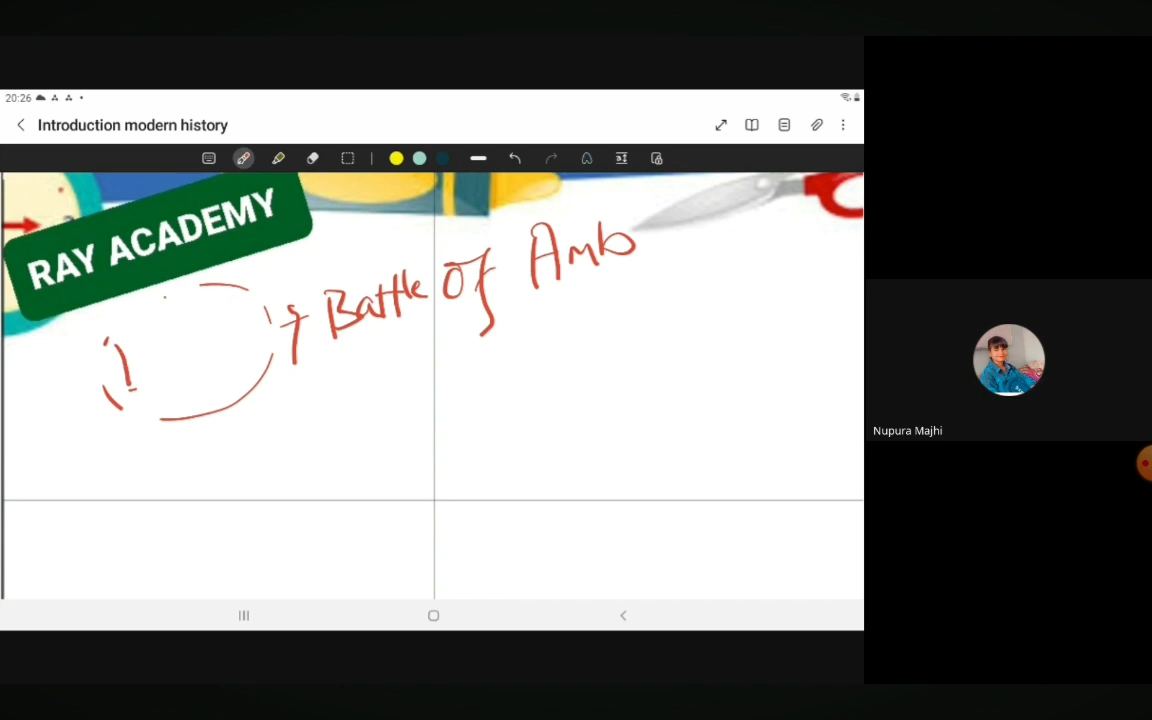 20:26
Introduction modern history
RAY ACADEMY
Battle of Amb
Nupura Majhi